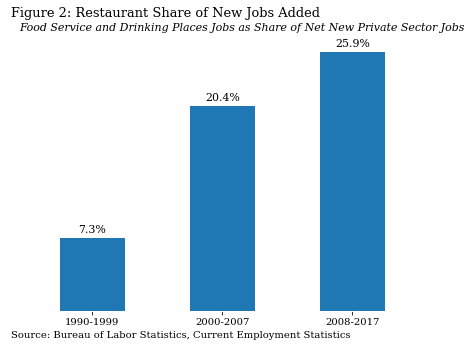 Figure 2: Restaurant Share of New Jobs Added
Food Service and Drinking Places Jobs as Share of Net New Private Sector Jobs
25.9%
20.4%
7.3%
1990-1999 2000-2007 2008-2017
Source: Bureau of Labor Statistics, Current Employment Statistics